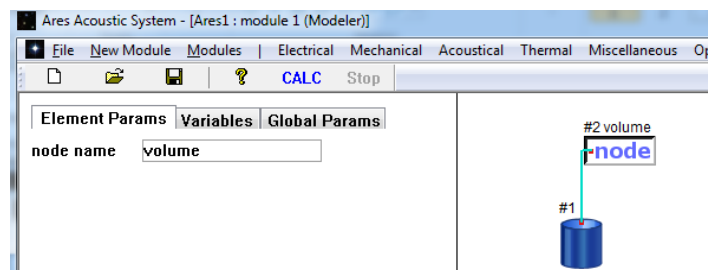 Ares Acoustic System - [Ares1 : module 1 (Modeler)]
File New Module Modules | Electrical Mechanical Acoustical Thermal Miscellaneous
? CALC Stop
Element Params Variables Global Params
node name volume
#2 volume
node
#1